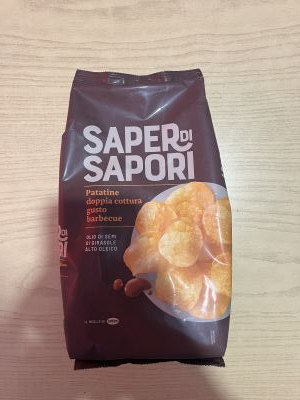 SAPER DI
SAPORI
Patatine
doppia cottura
gusto
barbecue
OLIO DI SEMI
DI GIRASOLE
ALTO OLEICO